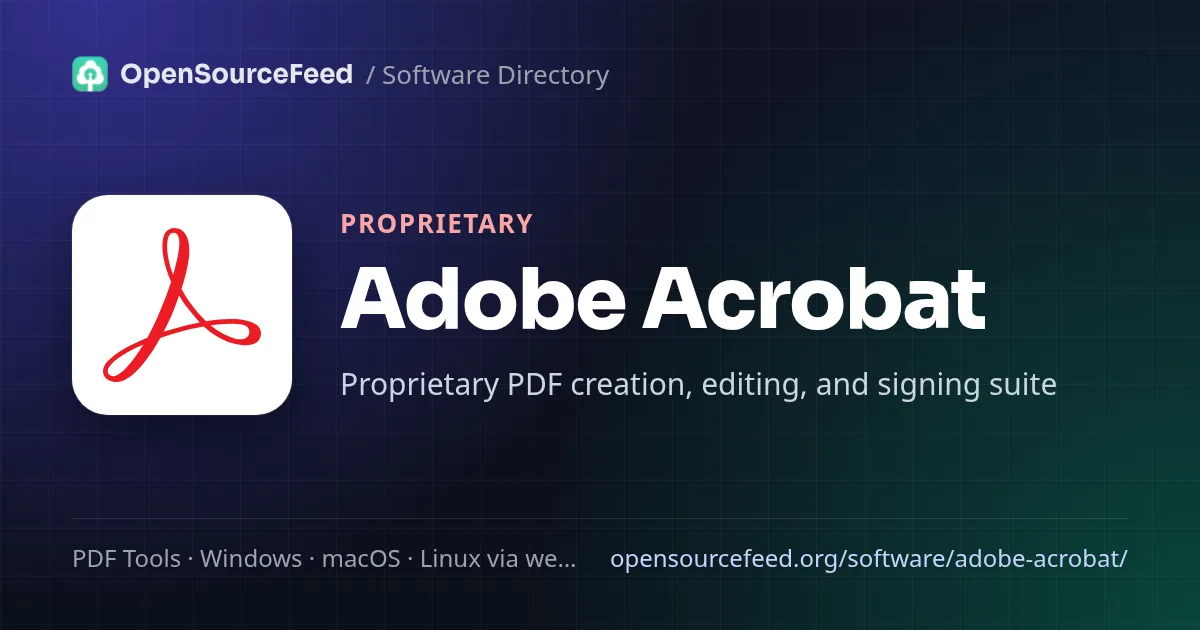 OpenSourceFeed / Software Directory
PROPRIETARY
Adobe Acrobat
Proprietary PDF creation, editing, and signing suite
PDF Tools · Windows · macOS · Linux via we...
opensourcefeed.org/software/adobe-acrobat/